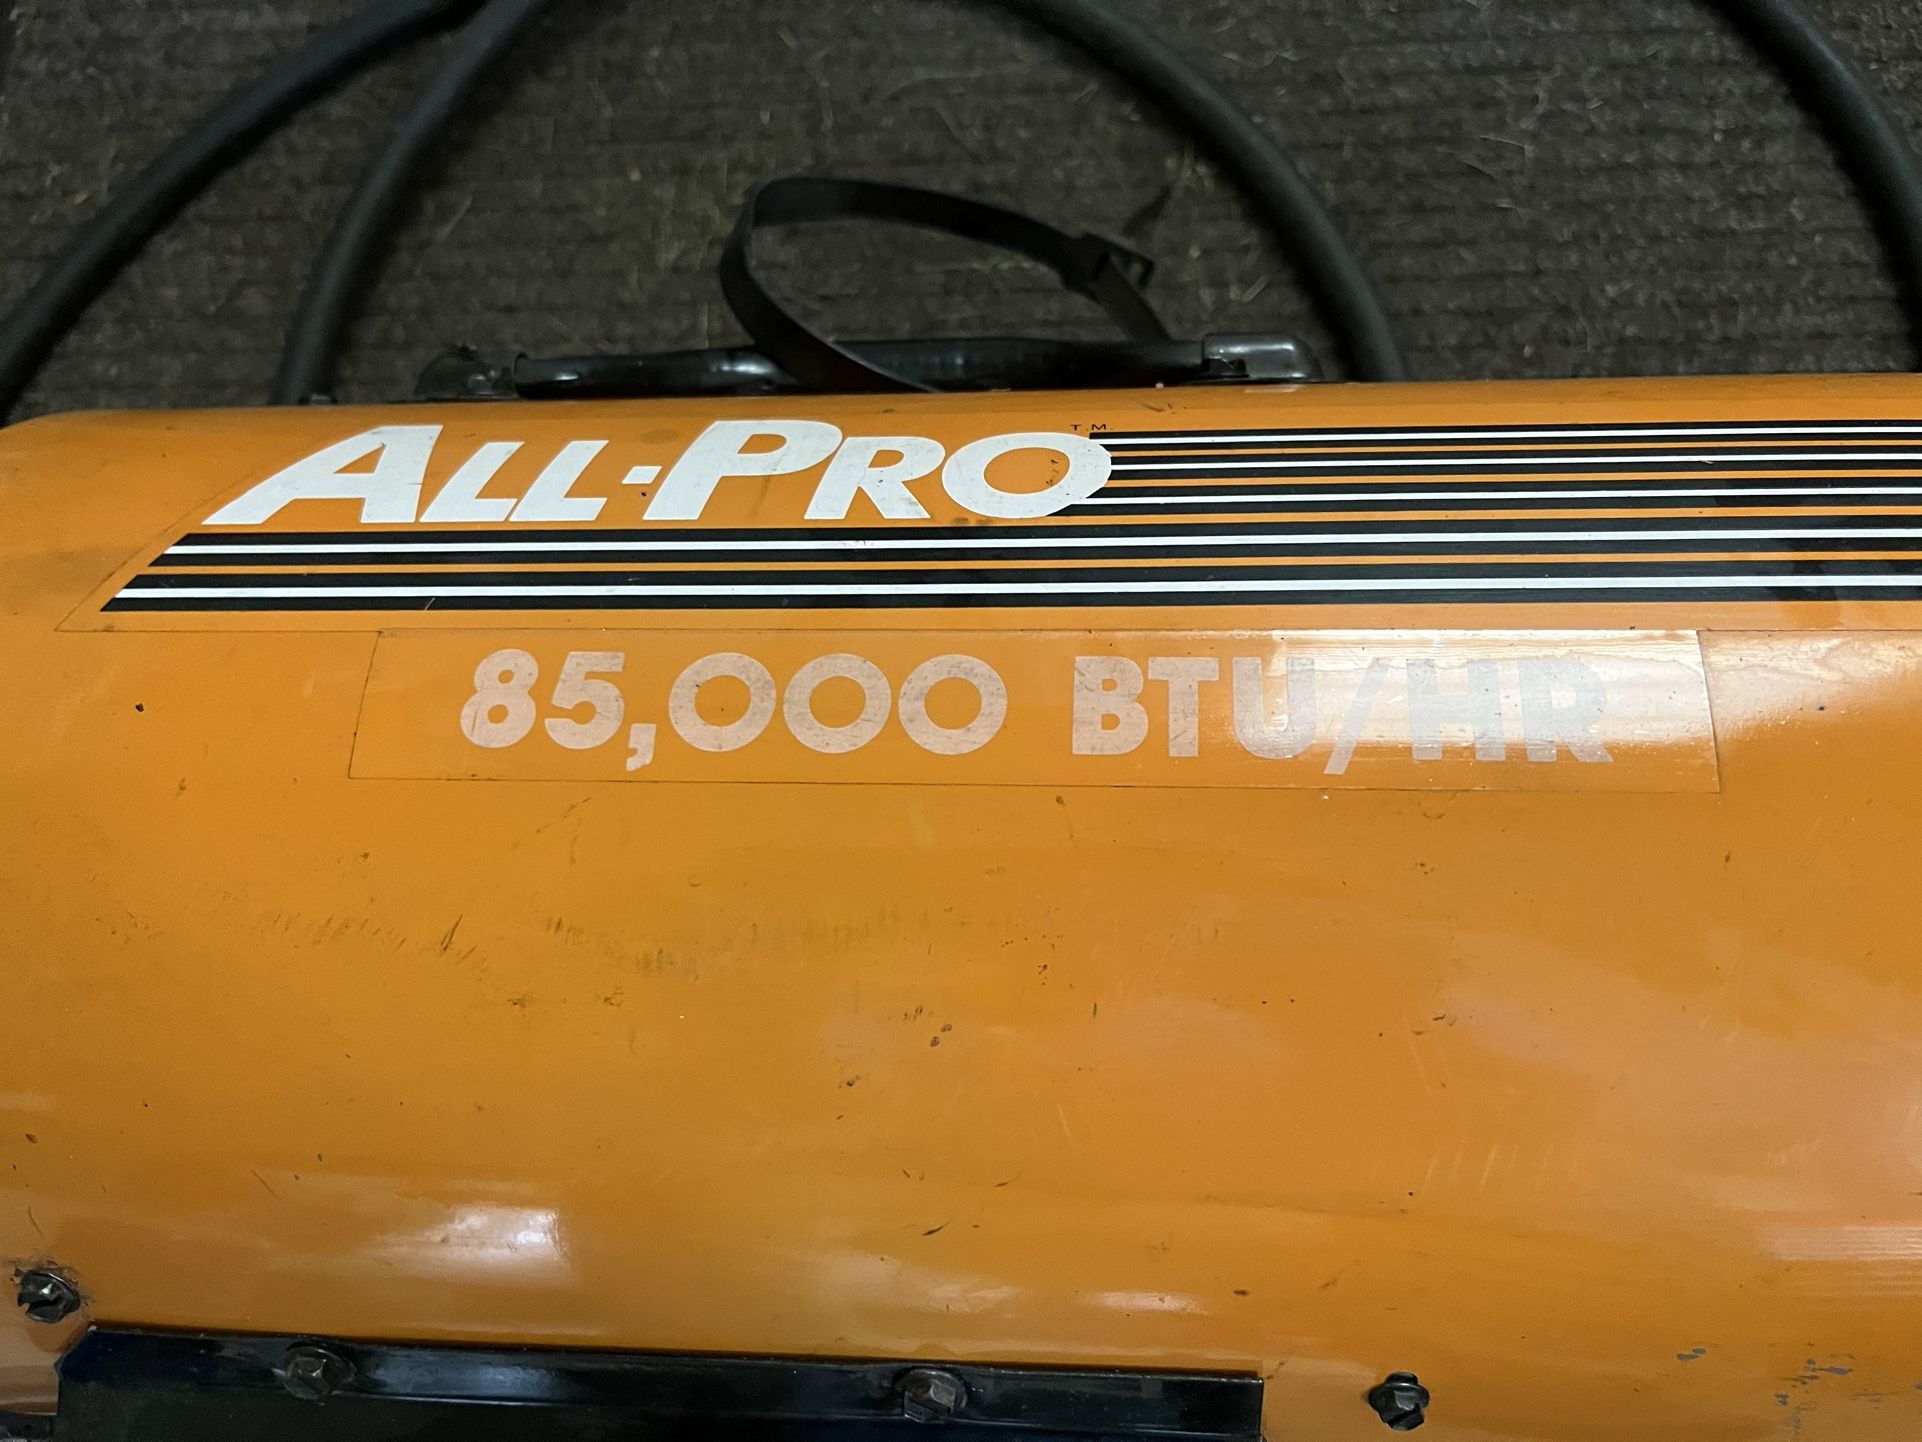 ALL-PRO T.M.
85,000 BTU/HR